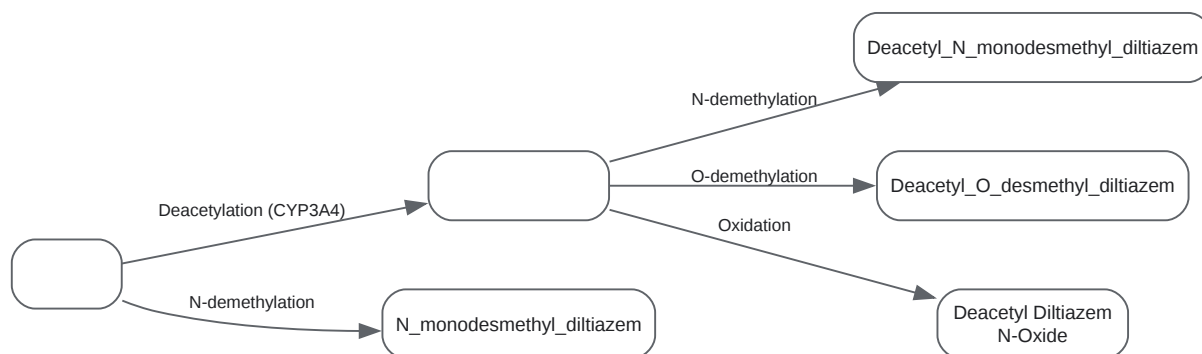 Deacetyl_N_monodesmethyl_diltiazem
N-demethylation
O-demethylation
Deacetyl_O_desmethyl_diltiazem
Deacetylation (CYP3A4)
Oxidation
N-demethylation
N_monodesmethyl_diltiazem
Deacetyl Diltiazem
N-Oxide